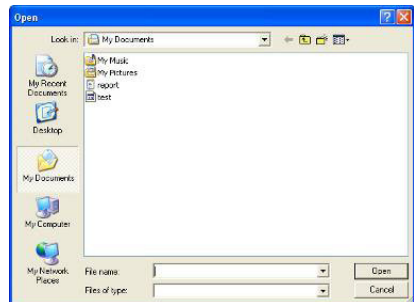 Open
Look in: My Documents
My Recent
Documents
Desktop
My Documents
My Computer
My Network
Places
My Music
My Pictures
report
test
File name:
Open
Files of type:
Cancel